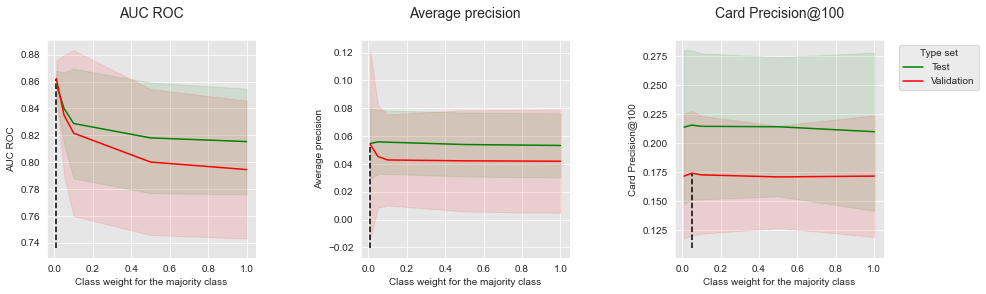 AUC ROC
Average precision
Card Precision@100
AUC ROC
0.88
0.86
0.84
0.82
0.80
0.78
0.76
0.74
0.0 0.2 0.4 0.6 0.8 1.0
Class weight for the majority class
Average precision
0.12
0.10
0.08
0.06
0.04
0.02
0.00
−0.02
0.0 0.2 0.4 0.6 0.8 1.0
Class weight for the majority class
Card Precision@100
0.275
0.250
0.225
0.200
0.175
0.150
0.125
0.0 0.2 0.4 0.6 0.8 1.0
Class weight for the majority class
Type set
Test
Validation